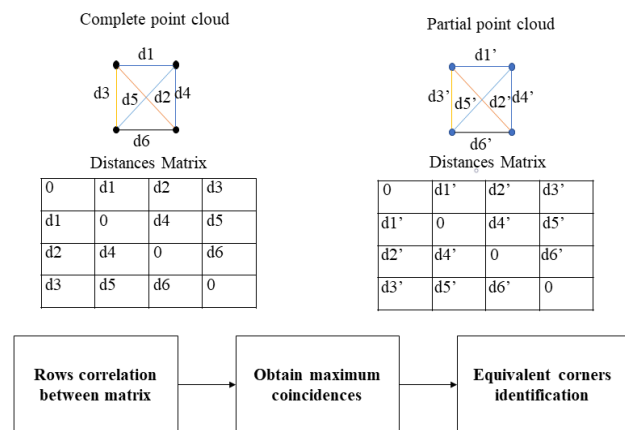 Complete point cloud
d1
d3 d5 d2 d4
d6
Distances Matrix
0 d1 d2 d3
d1 0 d4 d5
d2 d4 0 d6
d3 d5 d6 0
Partial point cloud
d1’
d3’ d5’ d2’ d4’
d6’
Distances Matrix
0 d1’ d2’ d3’
d1’ 0 d4’ d5’
d2’ d4’ 0 d6’
d3’ d5’ d6’ 0
Rows correlation
between matrix
Obtain maximum
coincidences
Equivalent corners
identification